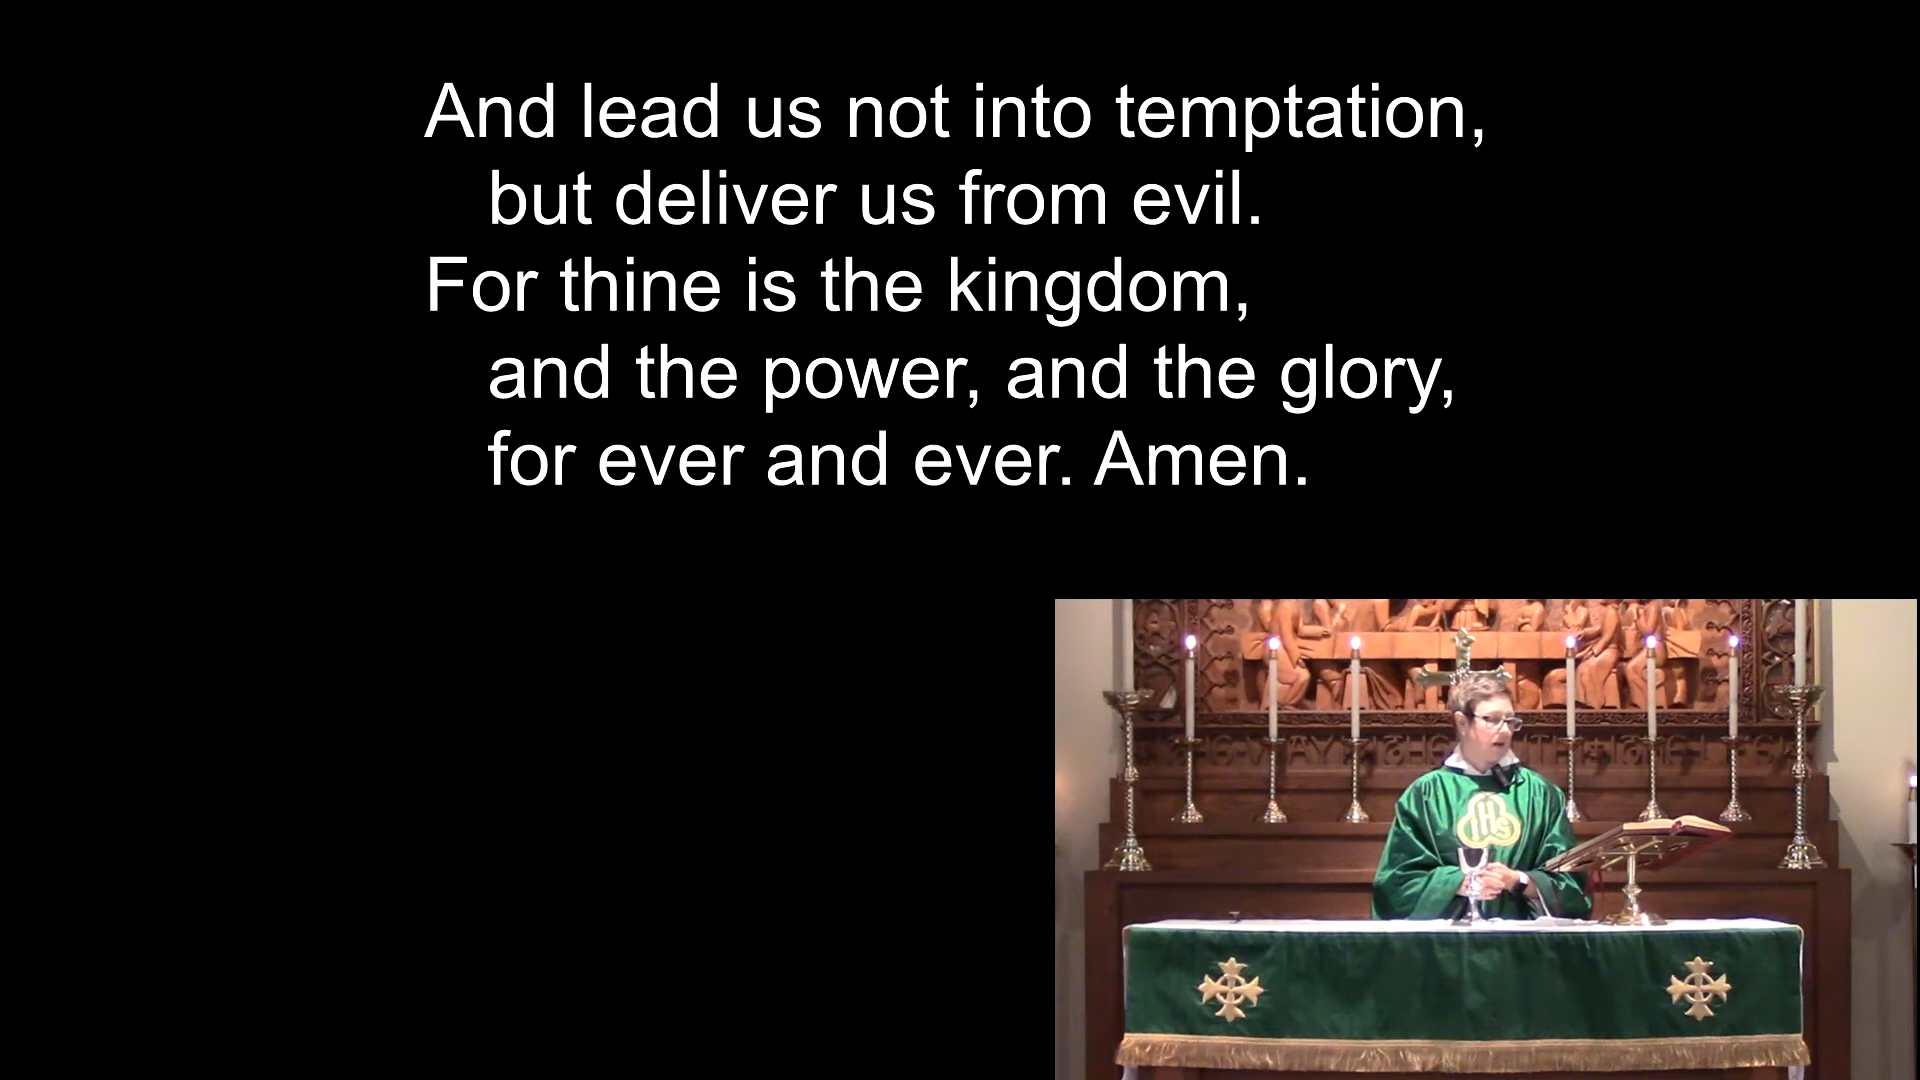 And lead us not into temptation,
but deliver us from evil.
For thine is the kingdom,
and the power, and the glory,
for ever and ever. Amen.
IHS